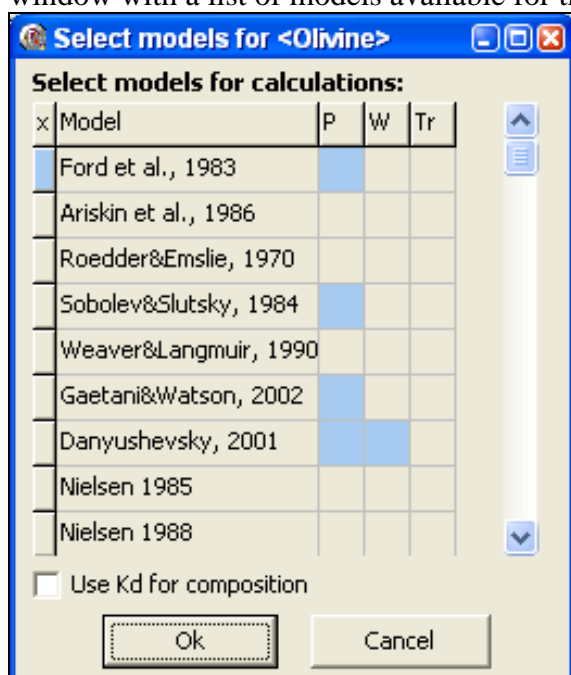 window with a list of models available for th
Select models for <Olivine>
Select models for calculations:
x Model P W Tr
Ford et al., 1983
Ariskin et al., 1986
Roedder&Emslie, 1970
Sobolev&Slutsky, 1984
Weaver&Langmuir, 1990
Gaetani&Watson, 2002
Danyushevsky, 2001
Nielsen 1985
Nielsen 1988
Use Kd for composition
Ok Cancel